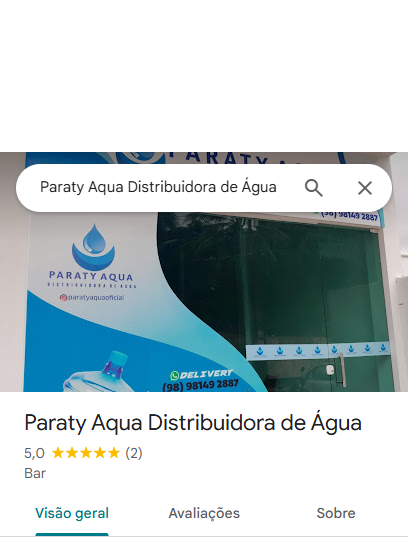 PARATY AQUA
Paraty Aqua Distribuidora de Água
(98) 98149 2887
PARATY AQUA
DISTRIBUIDORA DE ÁGUA
paratyaquaoficial
DELIVERY
(98) 98149 2887
Paraty Aqua Distribuidora de Água
5,0 ★★★★★ (2)
Bar
Visão geral Avaliações Sobre